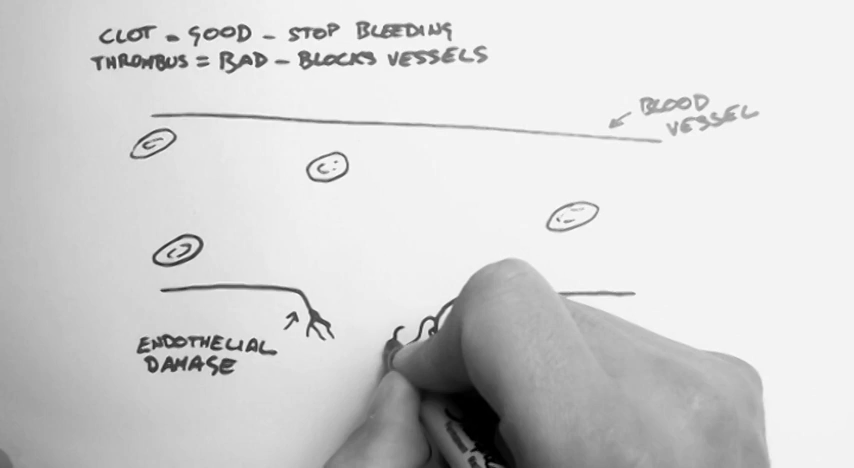 CLOT = GOOD - STOP BLEEDING
THROMBUS = BAD - BLOCKS VESSELS
BLOOD
VESSEL
ENDOTHELIAL
DAMAGE